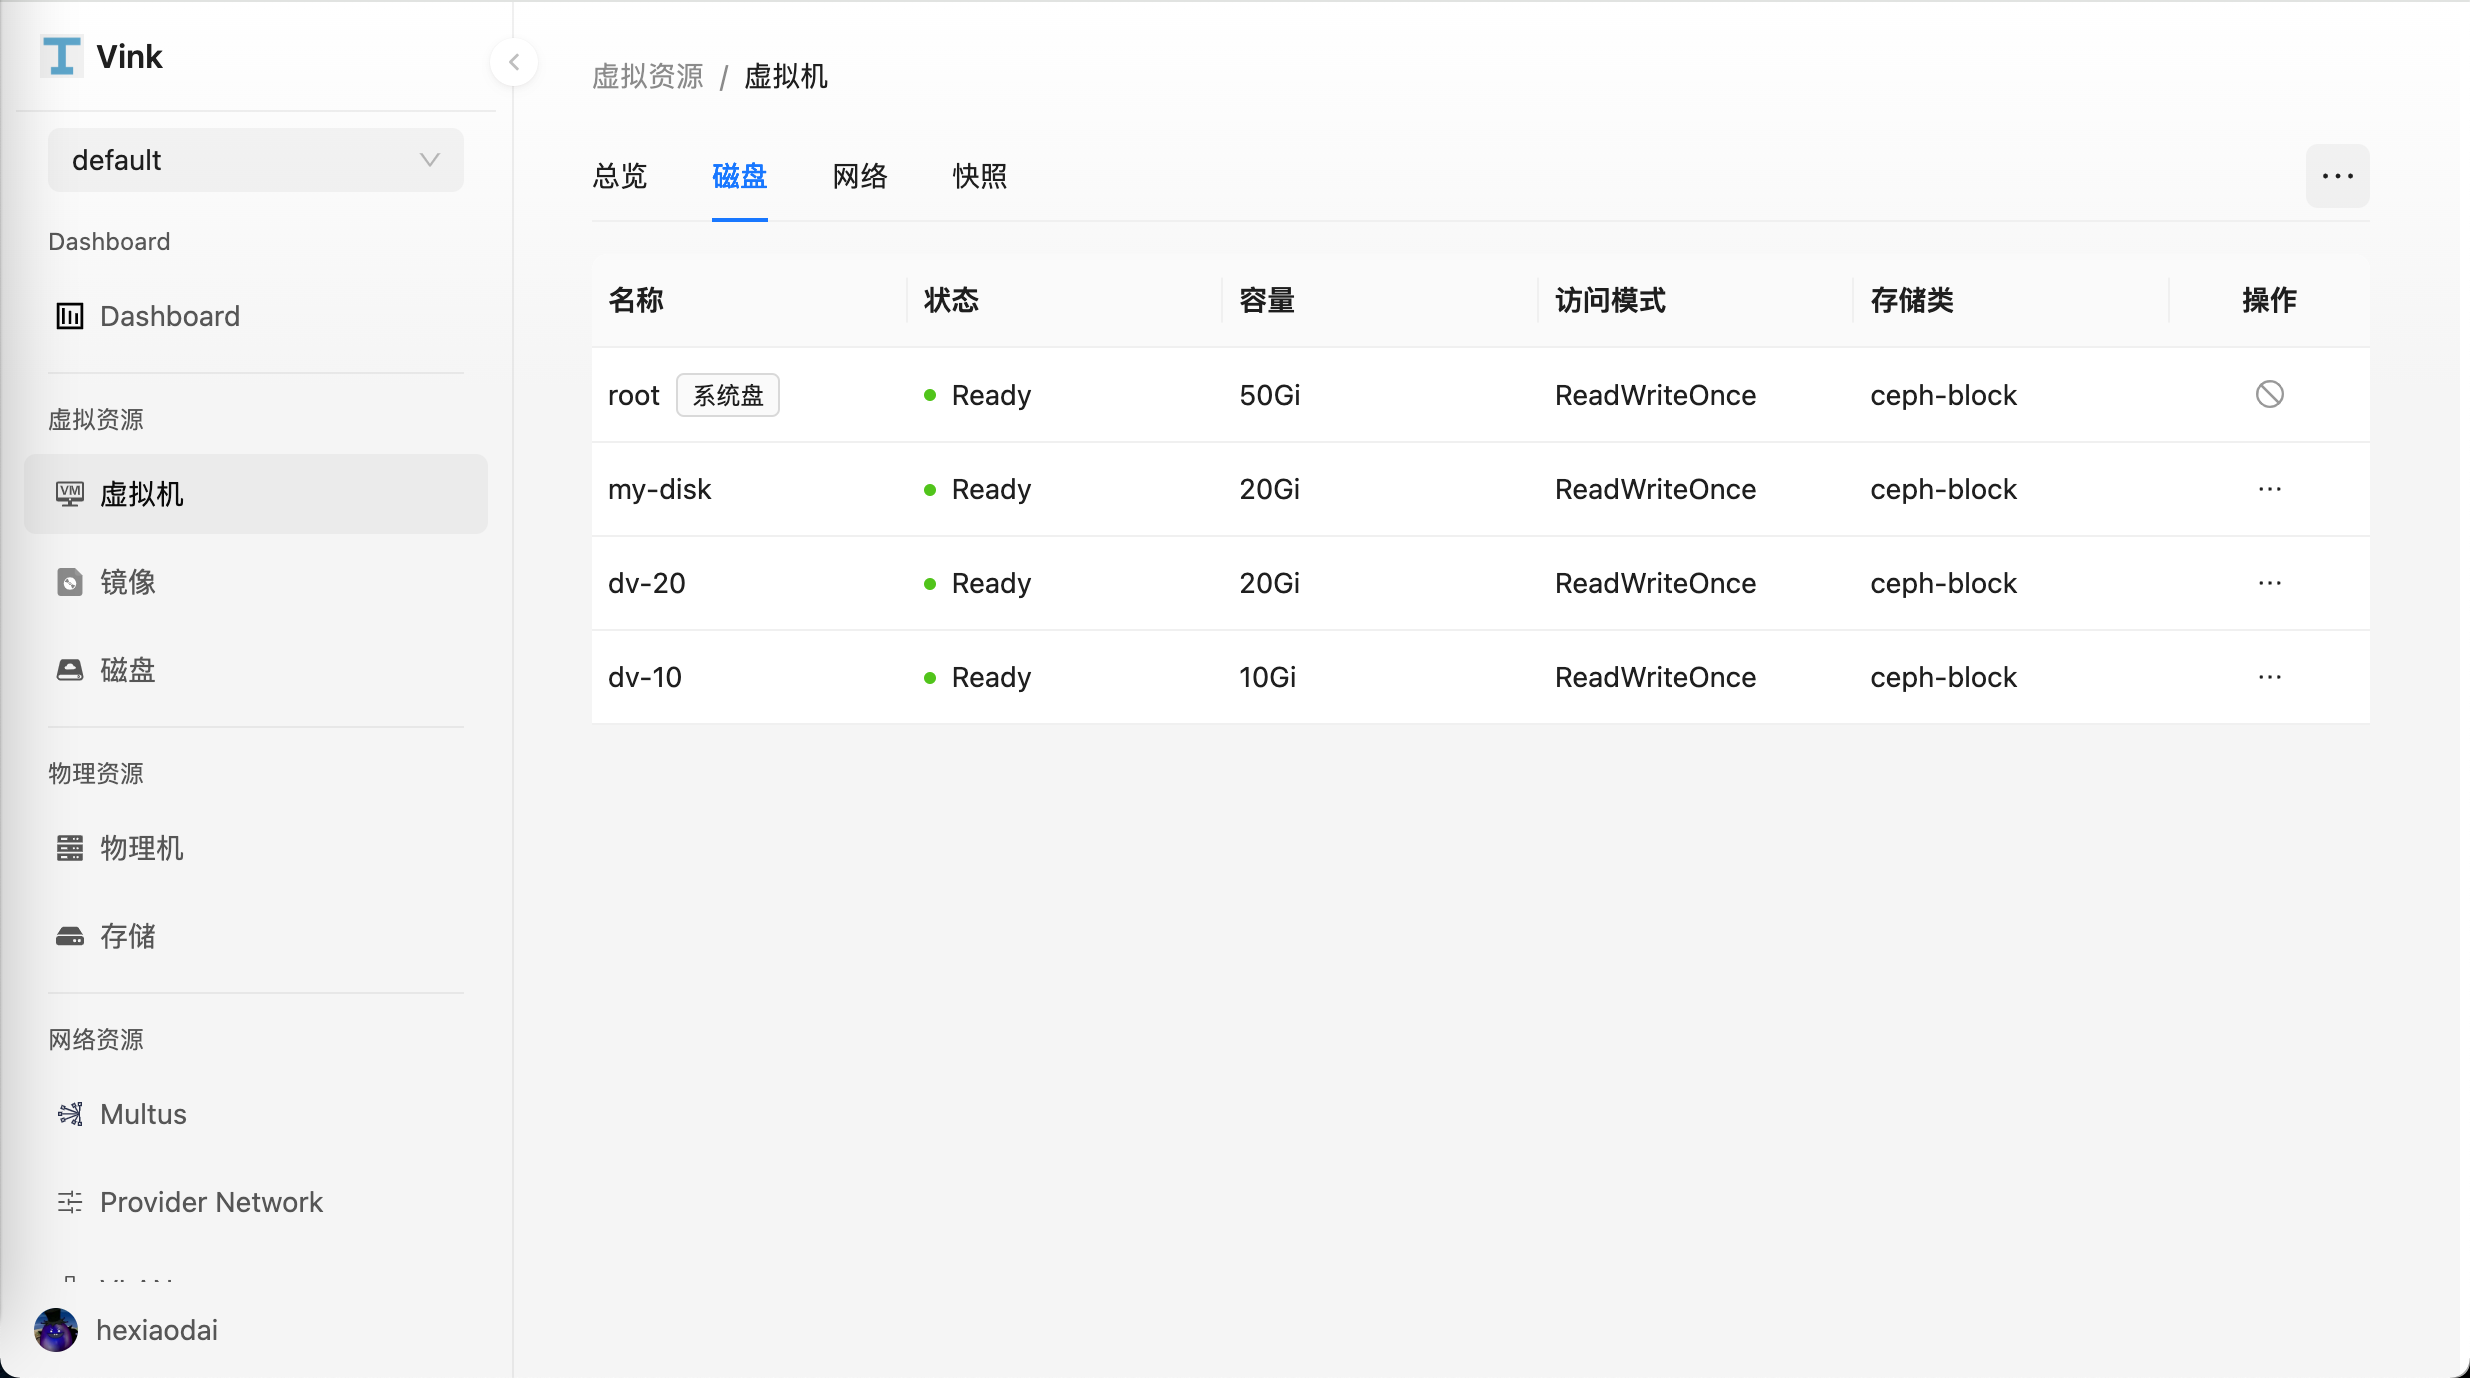 Vink
default
Dashboard
Dashboard
虚拟资源
虚拟机
镜像
磁盘
物理资源
物理机
存储
网络资源
Multus
Provider Network
hexiaodai
虚拟资源 / 虚拟机
总览 磁盘 网络 快照
名称 状态 容量 访问模式 存储类 操作
root 系统盘 Ready 50Gi ReadWriteOnce ceph-block
my-disk Ready 20Gi ReadWriteOnce ceph-block
dv-20 Ready 20Gi ReadWriteOnce ceph-block
dv-10 Ready 10Gi ReadWriteOnce ceph-block